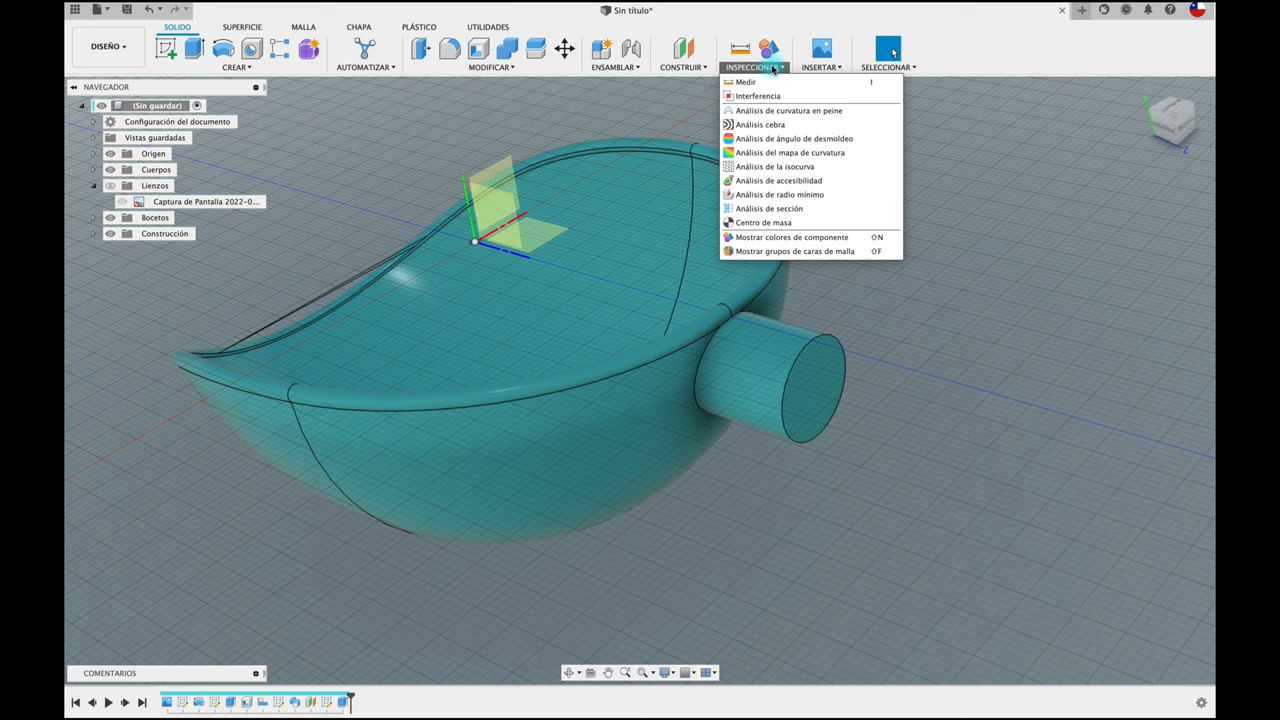 Sin título*
DISEÑO
SÓLIDO
SUPERFICIE
MALLA
CHAPA
PLÁSTICO
UTILIDADES
CREAR
AUTOMATIZAR
MODIFICAR
ENSAMBLAR
CONSTRUIR
INSPECCIONAR
INSERTAR
SELECCIONAR
NAVEGADOR
(Sin guardar)
Configuración del documento
Vistas guardadas
Origen
Cuerpos
Lienzos
Captura de Pantalla 2022-0...
Bocetos
Construcción
Medir I
Interferencia
Análisis de curvatura en peine
Análisis cebra
Análisis de ángulo de desmoldeo
Análisis del mapa de curvatura
Análisis de la isocurva
Análisis de accesibilidad
Análisis de radio mínimo
Análisis de sección
Centro de masa
Mostrar colores de componente ⇧N
Mostrar grupos de caras de malla ⇧F
Z
COMENTARIOS